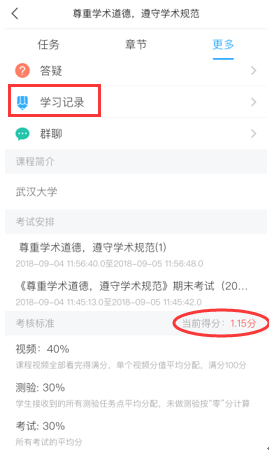 尊重学术道德，遵守学术规范
任务 章节 更多
答疑
学习记录
群聊
课程简介
武汉大学
考试安排
尊重学术道德，遵守学术规范(1)
2018-09-04 11:56:40.0至2018-09-05 11:56:48.0
《尊重学术道德，遵守学术规范》期末考试（20...
2018-09-04 11:45:13.0至2018-09-05 11:45:42.0
考核标准 当前得分：1.15分
视频：40%
课程视频全部看完得满分，单个视频分值平均分配，满分100分
测验: 30%
学生接收到的所有测验任务点平均分配，未做测验按"零"分计算
考试: 30%
所有考试的平均分